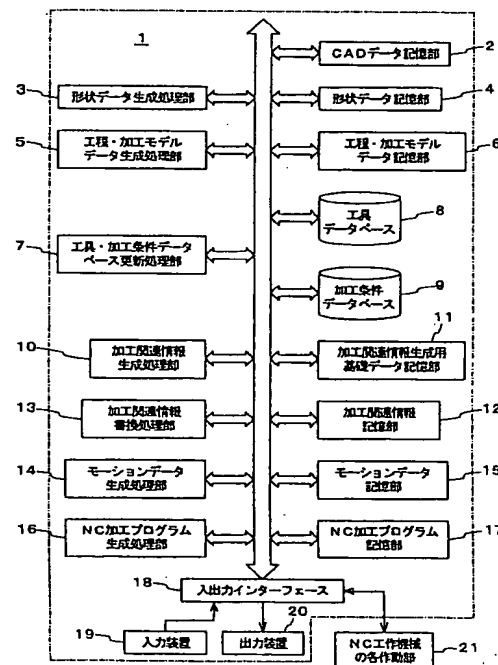 1
CADデータ記憶部
2
3
形状データ生成処理部
形状データ記憶部
4
5
工程・加工モデル
データ生成処理部
工程・加工モデル
データ記憶部
6
工具
データベース
8
7
工具・加工条件データ
ベース更新処理部
加工条件
データベース
9
10
加工関連情報
生成処理部
加工関連情報生成用
基礎データ記憶部
11
13
加工関連情報
書換処理部
加工関連情報
記憶部
12
14
モーションデータ
生成処理部
モーションデータ
記憶部
15
16
NC加工プログラム
生成処理部
NC加工プログラム
記憶部
17
18
入出力インターフェース
19
入力装置
20
出力装置
NC工作機械
の各作動部
21